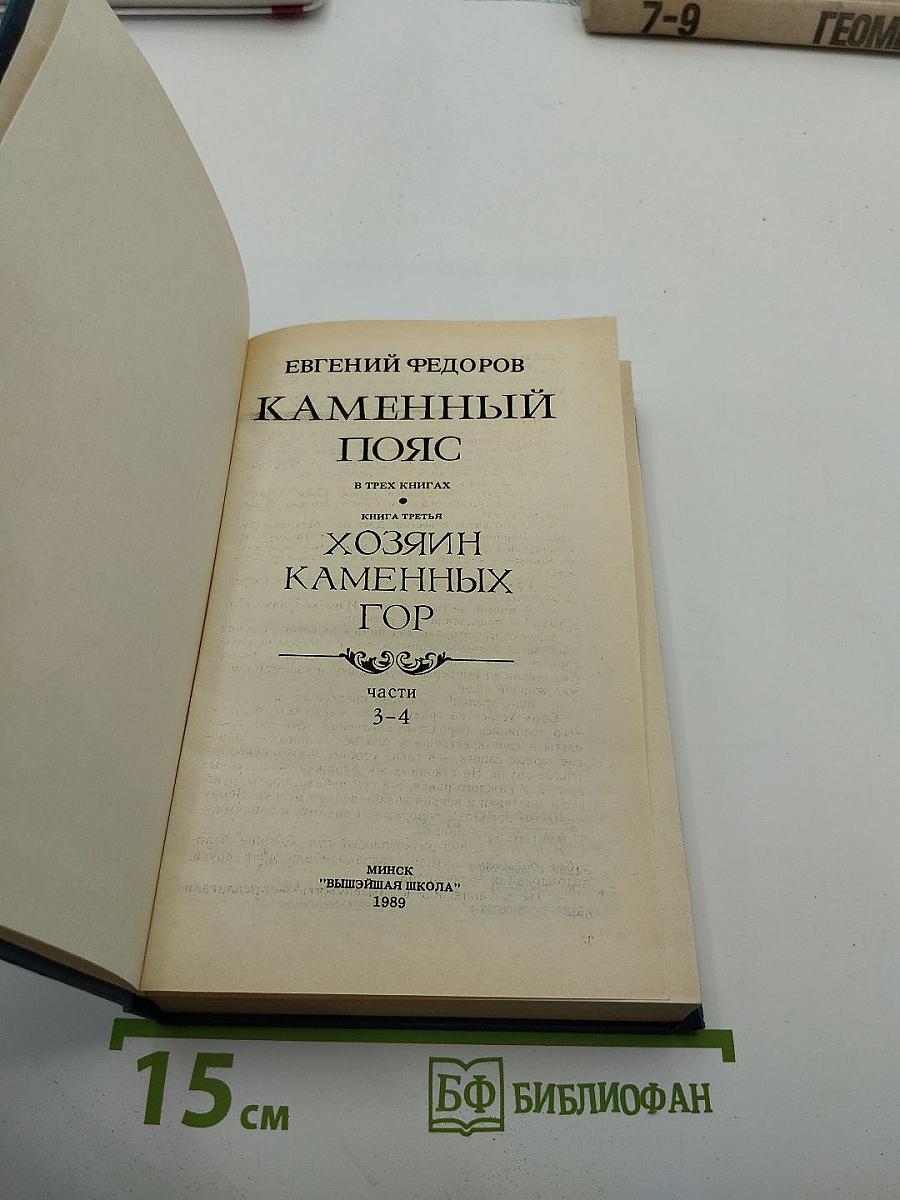 7-9
ЕВГЕНИЙ ФЕДОРОВ
КАМЕННЫЙ
ПОЯС
В ТРЕХ КНИГАХ
•
КНИГА ТРЕТЬЯ
ХОЗЯИН
КАМЕННЫХ
ГОР
части
3–4
МИНСК
"ВЫШЭЙШАЯ ШКОЛА"
1989
15 см
БФ БИБЛИОФАН